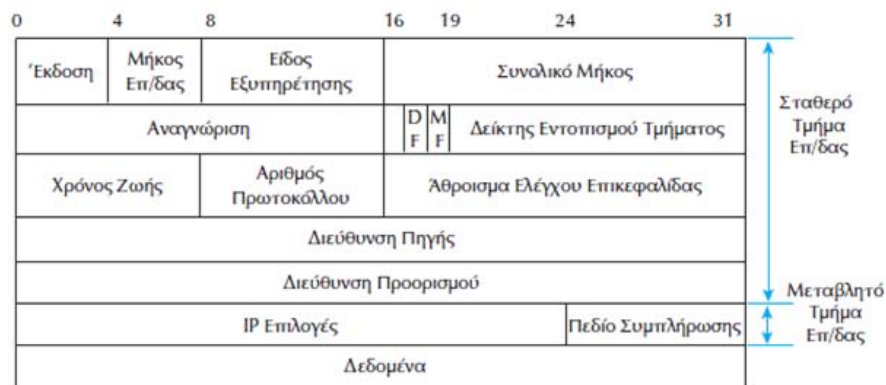 0 4 8 16 19 24 31
Έκδοση
Μήκος
Επ/δας
Είδος
Εξυπηρέτησης
Συνολικό Μήκος
Αναγνώριση
D
F
M
F
Δείκτης Εντοπισμού Τμήματος
Χρόνος Ζωής
Αριθμός
Πρωτοκόλλου
Άθροισμα Ελέγχου Επικεφαλίδας
Διεύθυνση Πηγής
Διεύθυνση Προορισμού
IP Επιλογές
Πεδίο Συμπλήρωσης
Δεδομένα
Σταθερό
Τμήμα
Επ/δας
Μεταβλητό
Τμήμα
Επ/δας